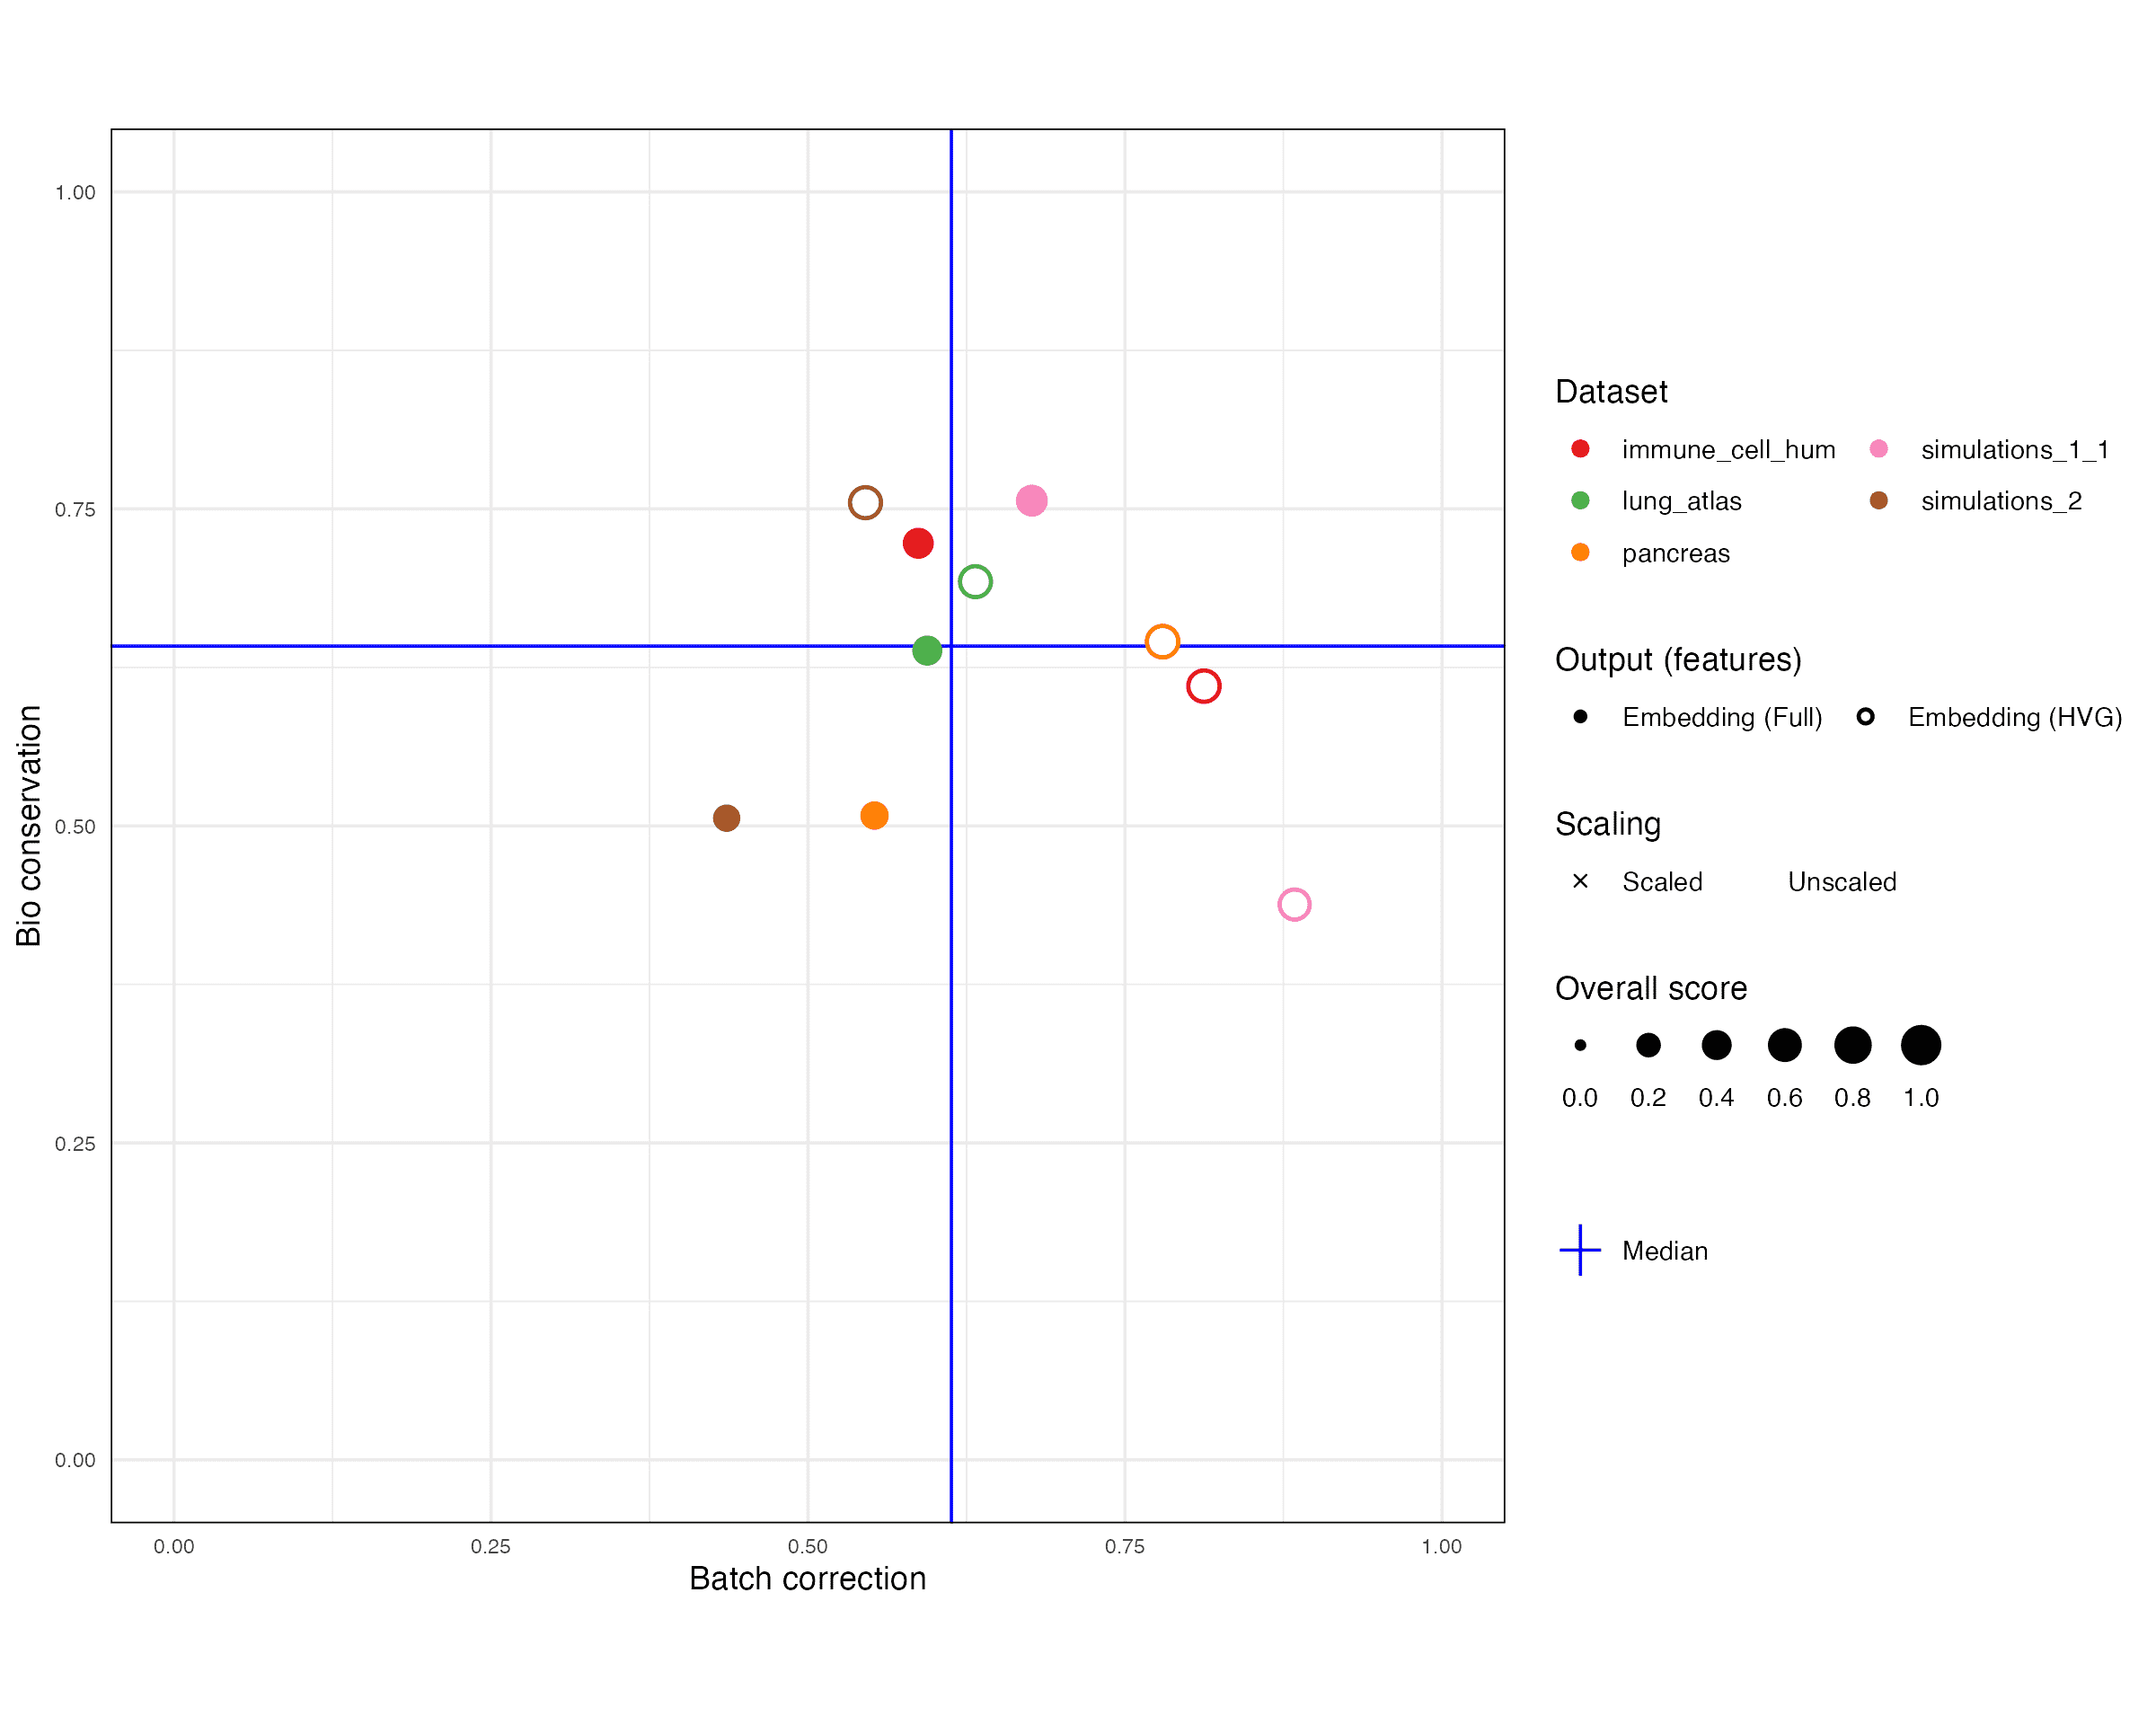 1.00
0.75
0.50
0.25
0.00
Bio conservation
0.00 0.25 0.50 0.75 1.00
Batch correction
Dataset
immune_cell_hum simulations_1_1
lung_atlas simulations_2
pancreas
Output (features)
Embedding (Full) Embedding (HVG)
Scaling
Scaled Unscaled
Overall score
0.0 0.2 0.4 0.6 0.8 1.0
Median